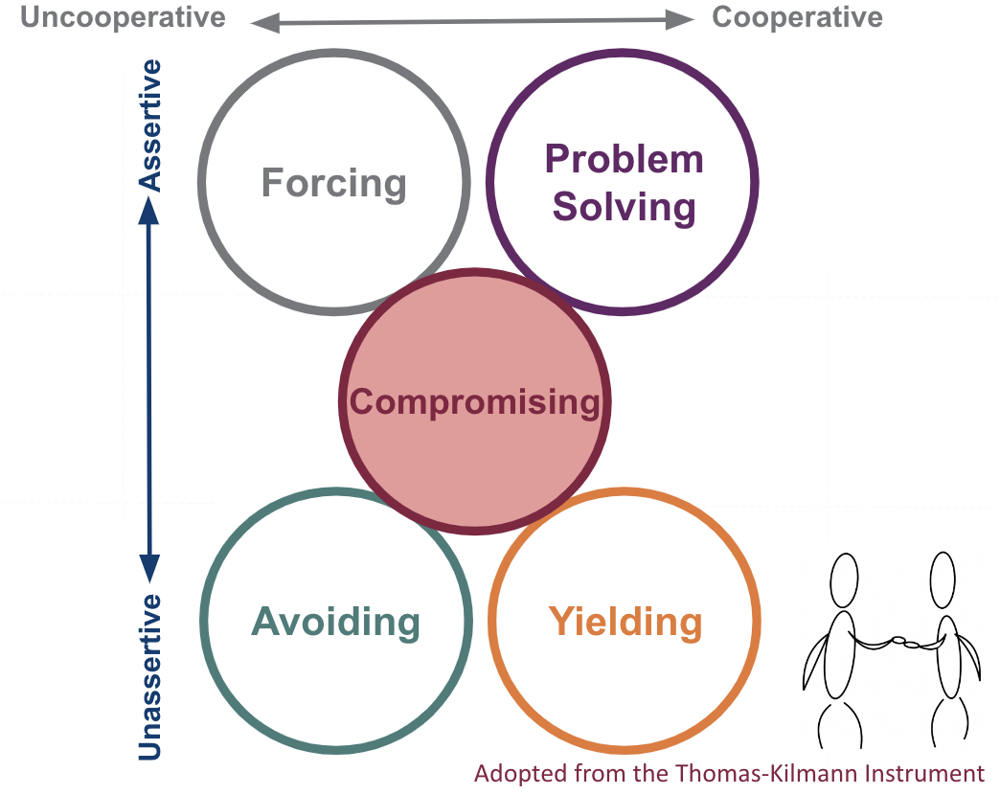 Uncooperative
Cooperative
Assertive
Forcing
Problem
Solving
Compromising
Avoiding
Yielding
Unassertive
Adopted from the Thomas-Kilmann Instrument